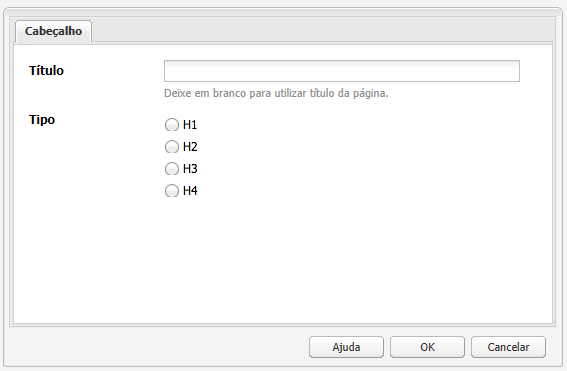 Cabeçalho
Título
Deixe em branco para utilizar título da página.
Tipo
H1
H2
H3
H4
Ajuda OK Cancelar